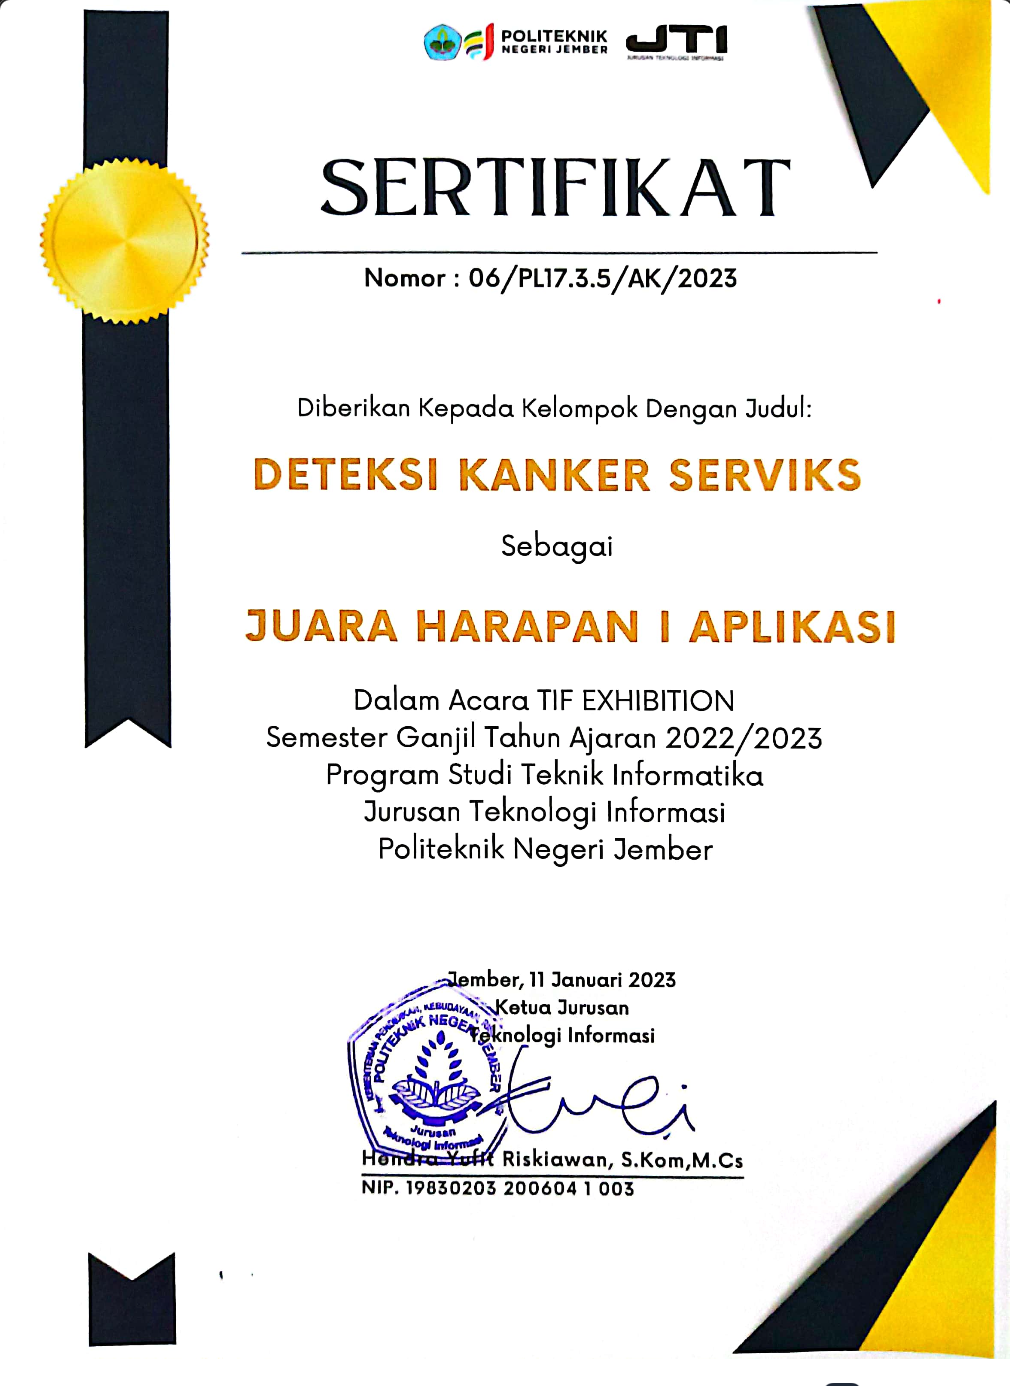 POLITEKNIK
NEGERI JEMBER
JTI
JURUSAN TEKNOLOGI INFORMASI
SERTIFIKAT
Nomor : 06/PL17.3.5/AK/2023
Diberikan Kepada Kelompok Dengan Judul:
DETEKSI KANKER SERVIKS
Sebagai
JUARA HARAPAN I APLIKASI
Dalam Acara TIF EXHIBITION
Semester Ganjil Tahun Ajaran 2022/2023
Program Studi Teknik Informatika
Jurusan Teknologi Informasi
Politeknik Negeri Jember
Jember, 11 Januari 2023
Ketua Jurusan
Teknologi Informasi
KEMENTERIAN PENDIDIKAN, KEBUDAYAAN
POLITEKNIK NEGERI JEMBER
Jurusan
Teknologi Informasi
Hendra Yufit Riskiawan, S.Kom,M.Cs
NIP. 19830203 200604 1 003